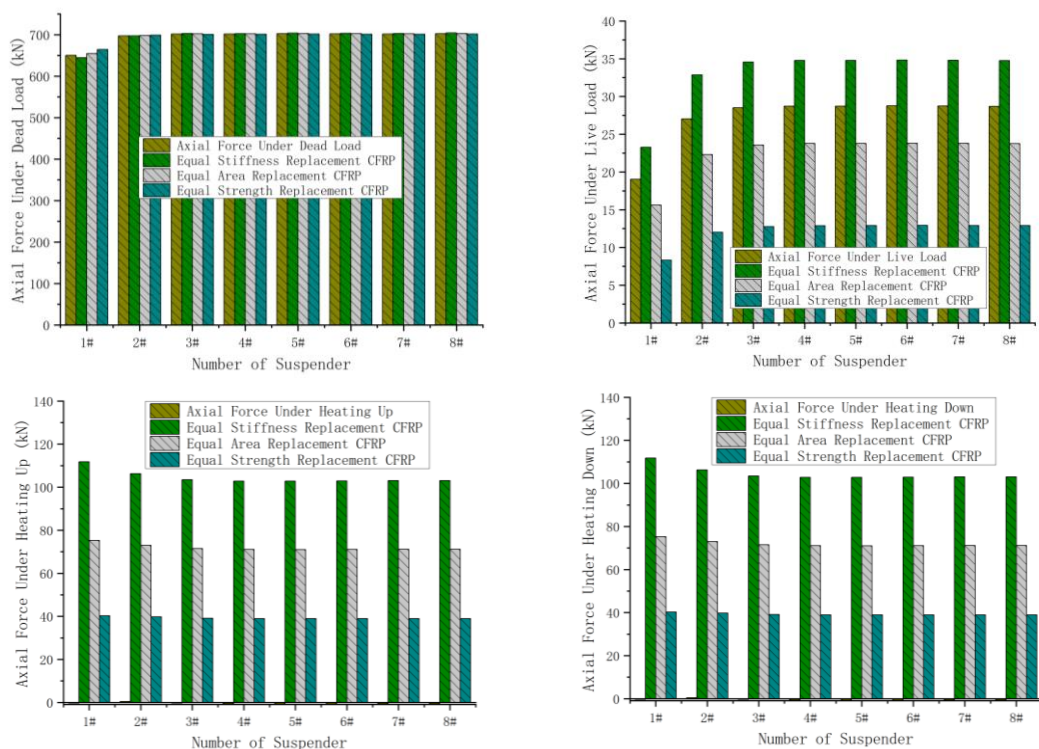 Axial Force Under Dead Load (kN)
700
600
500
400
300
200
100
0
Axial Force Under Dead Load
Equal Stiffness Replacement CFRP
Equal Area Replacement CFRP
Equal Strength Replacement CFRP
1# 2# 3# 4# 5# 6# 7# 8#
Number of Suspender
Axial Force Under Live Load (kN)
40
35
30
25
20
15
10
5
0
Axial Force Under Live Load
Equal Stiffness Replacement CFRP
Equal Area Replacement CFRP
Equal Strength Replacement CFRP
1# 2# 3# 4# 5# 6# 7# 8#
Number of Suspender
Axial Force Under Heating Up (kN)
140
120
100
80
60
40
20
0
Axial Force Under Heating Up
Equal Stiffness Replacement CFRP
Equal Area Replacement CFRP
Equal Strength Replacement CFRP
1# 2# 3# 4# 5# 6# 7# 8#
Number of Suspender
Axial Force Under Heating Down (kN)
140
120
100
80
60
40
20
0
Axial Force Under Heating Down
Equal Stiffness Replacement CFRP
Equal Area Replacement CFRP
Equal Strength Replacement CFRP
1# 2# 3# 4# 5# 6# 7# 8#
Number of Suspender